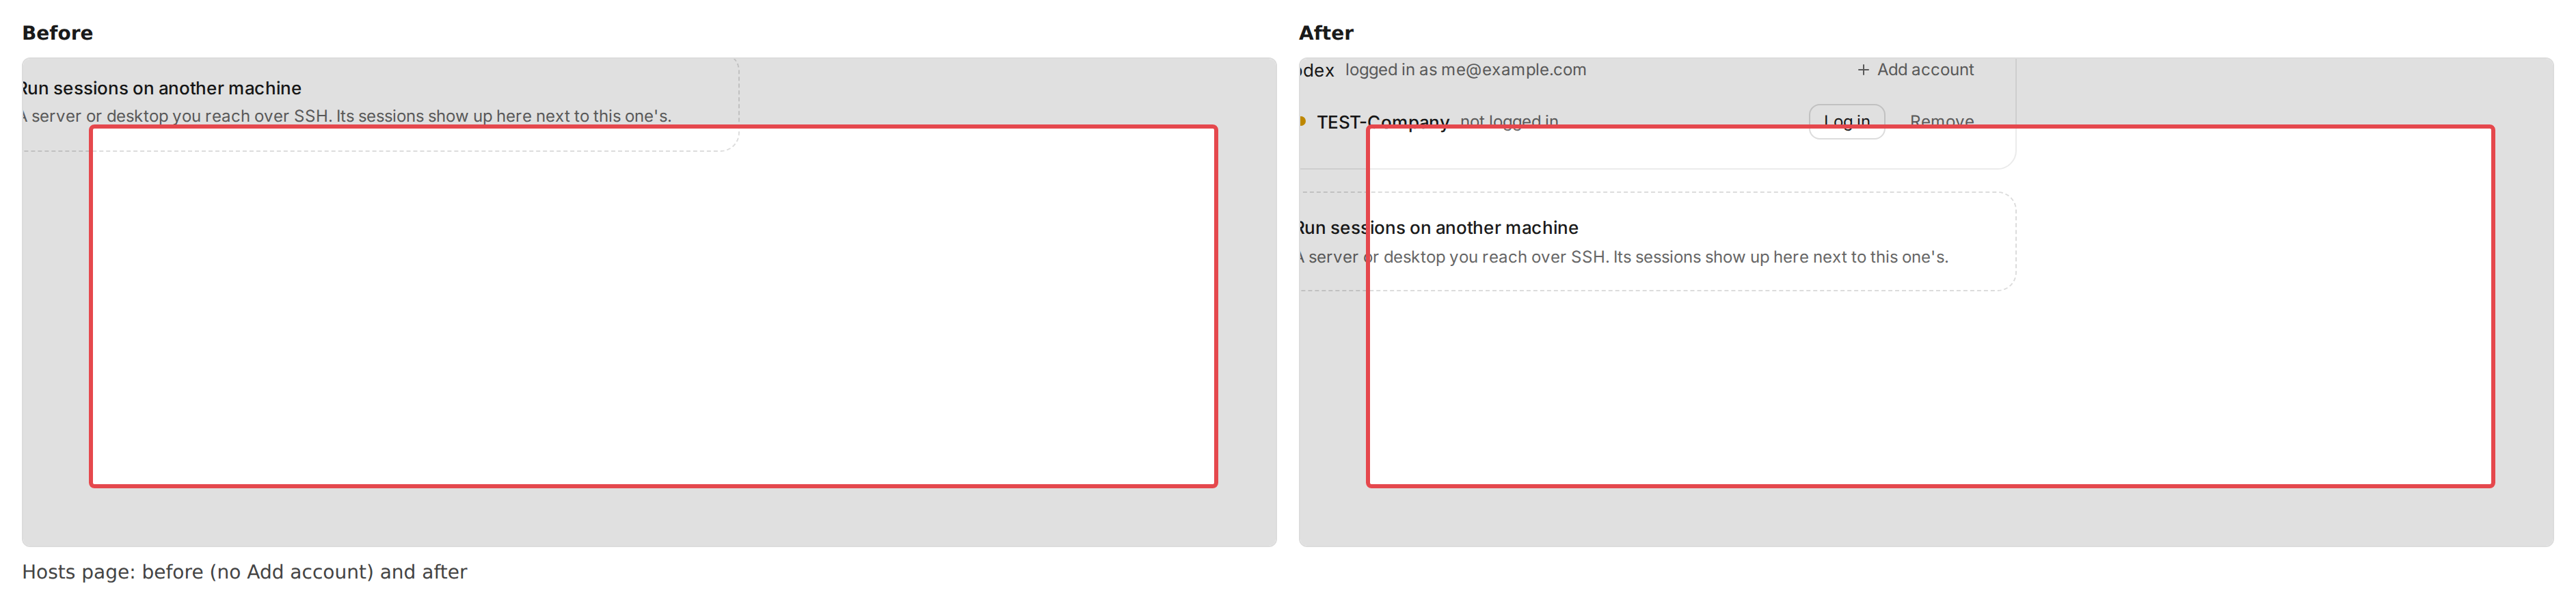 Before
Run sessions on another machine
A server or desktop you reach over SSH. Its sessions show up here next to this one's.
After
odex logged in as me@example.com + Add account
TEST-Company not logged in Log in Remove
Run sessions on another machine
A server or desktop you reach over SSH. Its sessions show up here next to this one's.
Hosts page: before (no Add account) and after